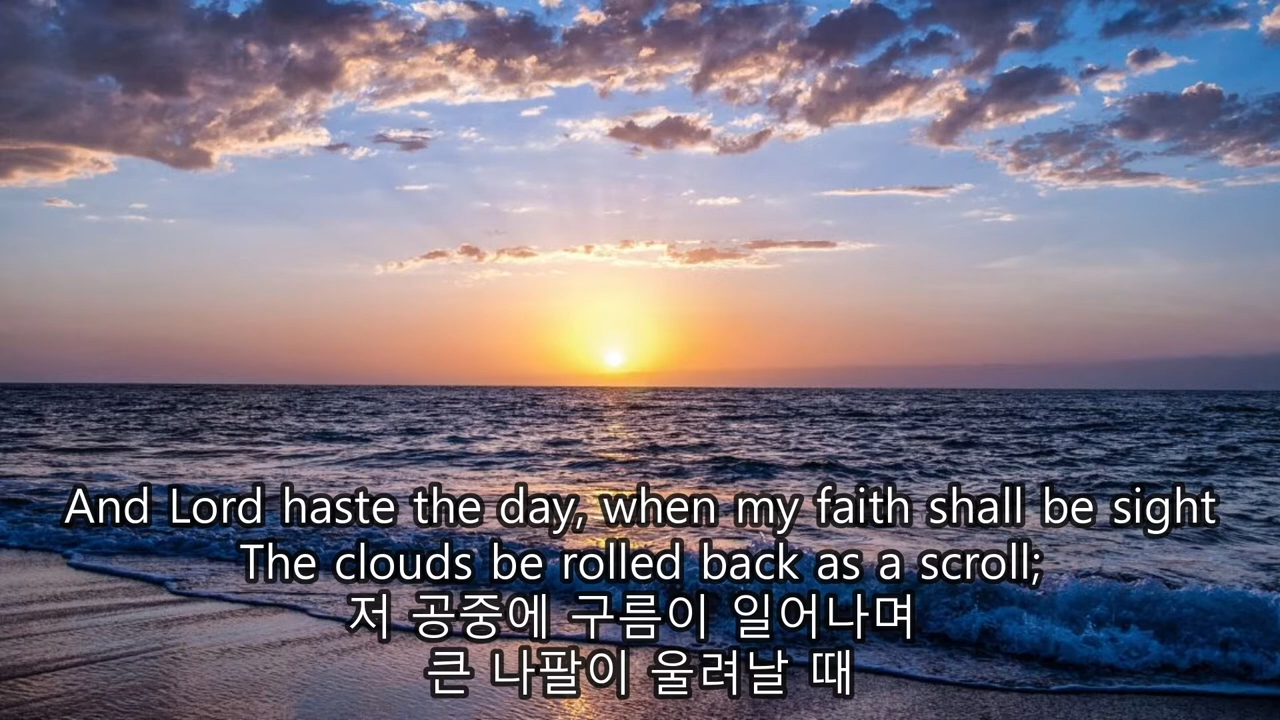 And Lord haste the day, when my faith shall be sight
The clouds be rolled back as a scroll;
저 공중에 구름이 일어나며
큰 나팔이 울려날 때